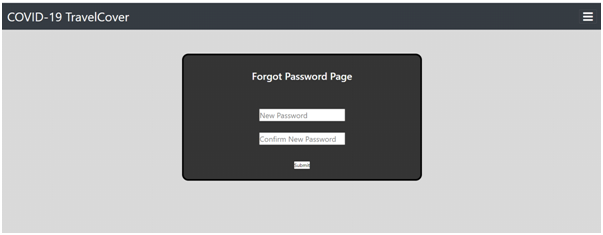 COVID-19 TravelCover
Forgot Password Page
New Password
Confirm New Password
Submit